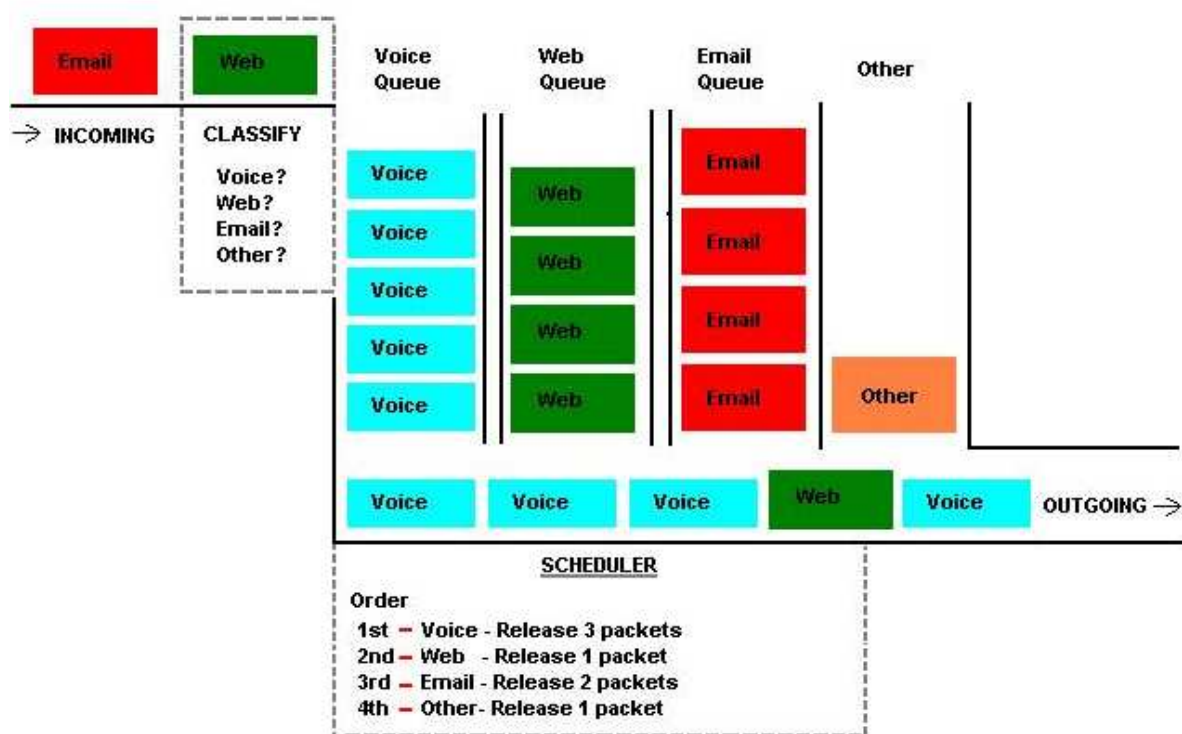 Email
Web
→ INCOMING
CLASSIFY
Voice?
Web?
Email?
Other?
Voice
Queue
Web
Queue
Email
Queue
Other
Voice
Voice
Voice
Voice
Voice
Web
Web
Web
Web
Email
Email
Email
Email
Other
Voice Voice Voice Web Voice OUTGOING →
SCHEDULER
Order
1st – Voice - Release 3 packets
2nd – Web - Release 1 packet
3rd – Email - Release 2 packets
4th – Other- Release 1 packet